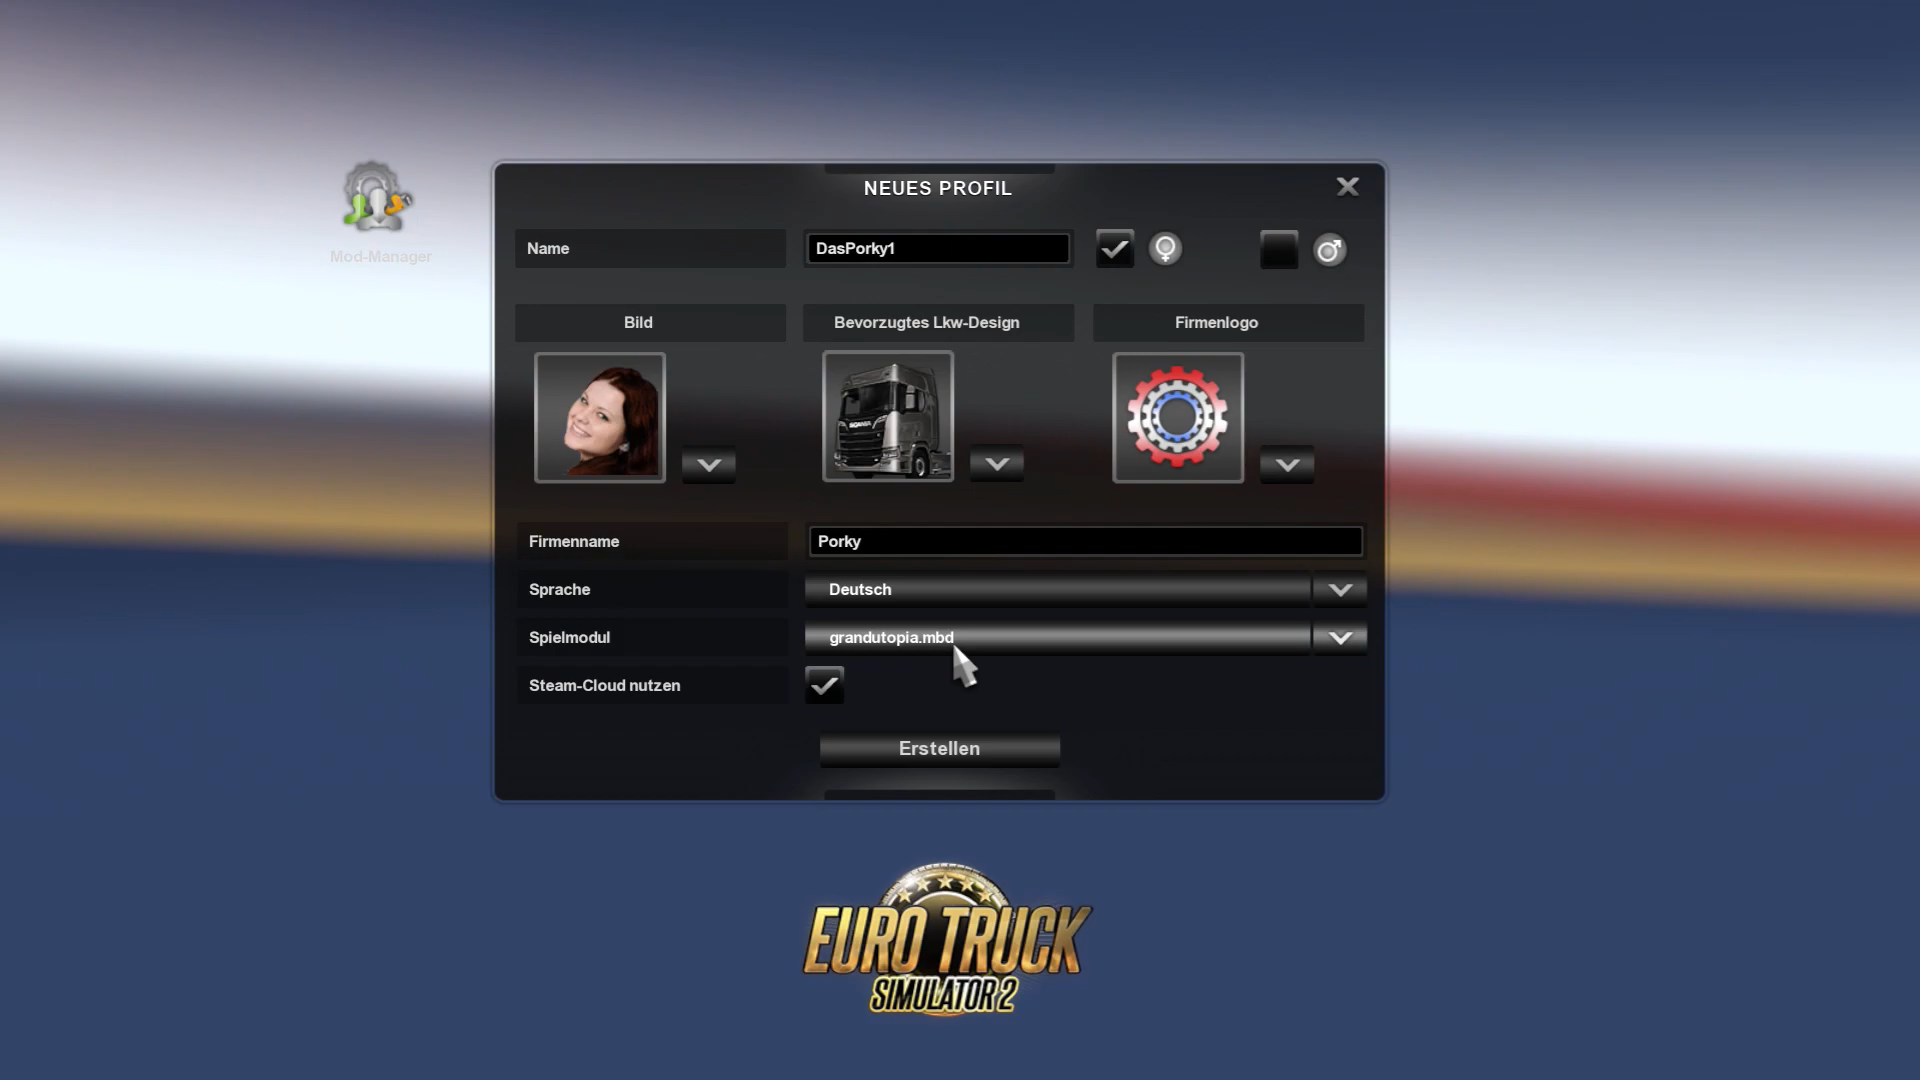 NEUES PROFIL
Mod-Manager
Name
DasPorky1
Bild
Bevorzugtes Lkw-Design
Firmenlogo
SCANIA
Firmenname
Porky
Sprache
Deutsch
Spielmodul
grandutopia.mbd
Steam-Cloud nutzen
Erstellen
EURO TRUCK
SIMULATOR 2